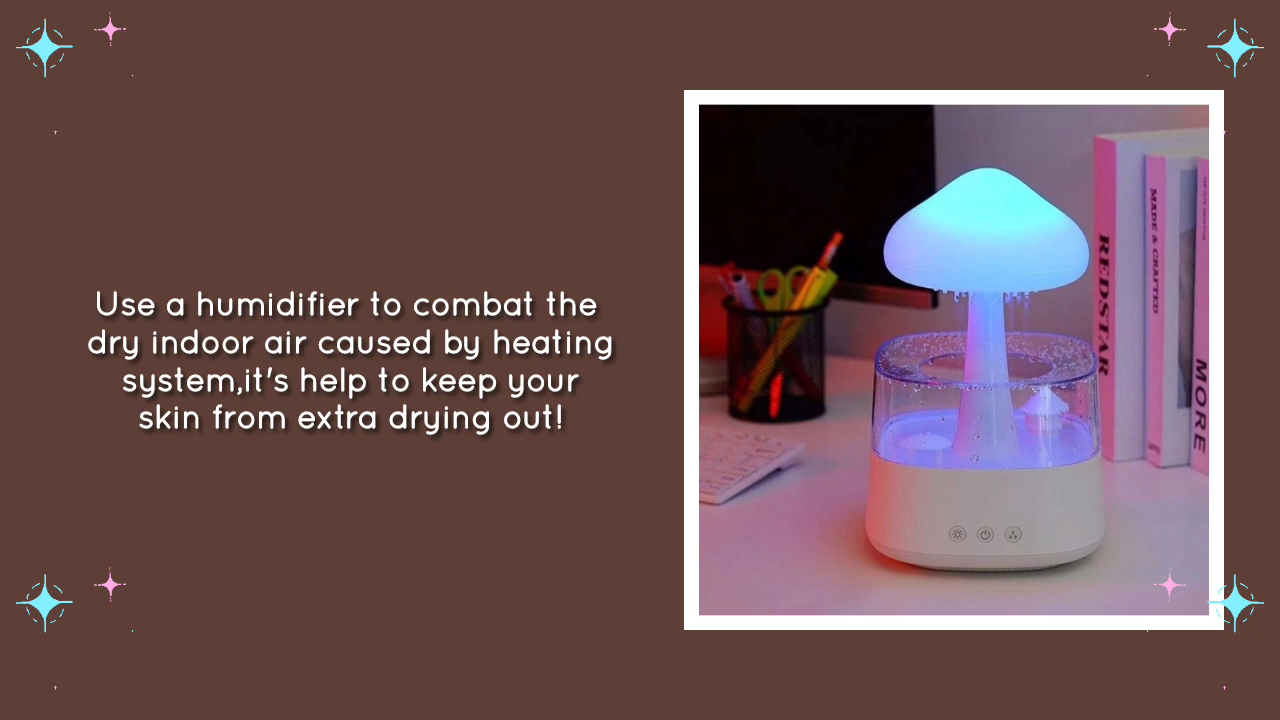 Use a humidifier to combat the
dry indoor air caused by heating
system,it's help to keep your
skin from extra drying out!
REDSTAR
MADE & CRAFTED
MORE